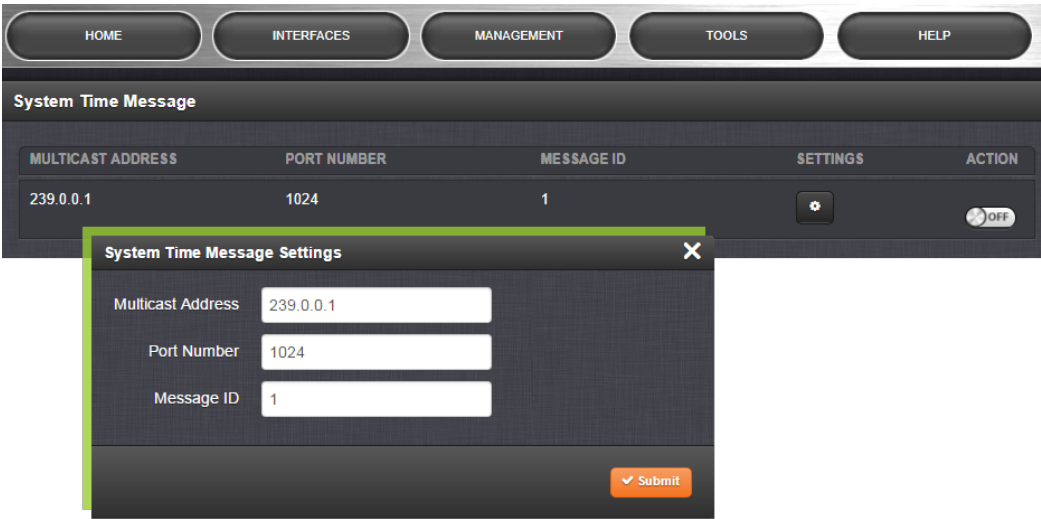 HOME INTERFACES MANAGEMENT TOOLS HELP
System Time Message
MULTICAST ADDRESS PORT NUMBER MESSAGE ID SETTINGS ACTION
239.0.0.1 1024 1
OFF
System Time Message Settings
Multicast Address 239.0.0.1
Port Number 1024
Message ID 1
Submit